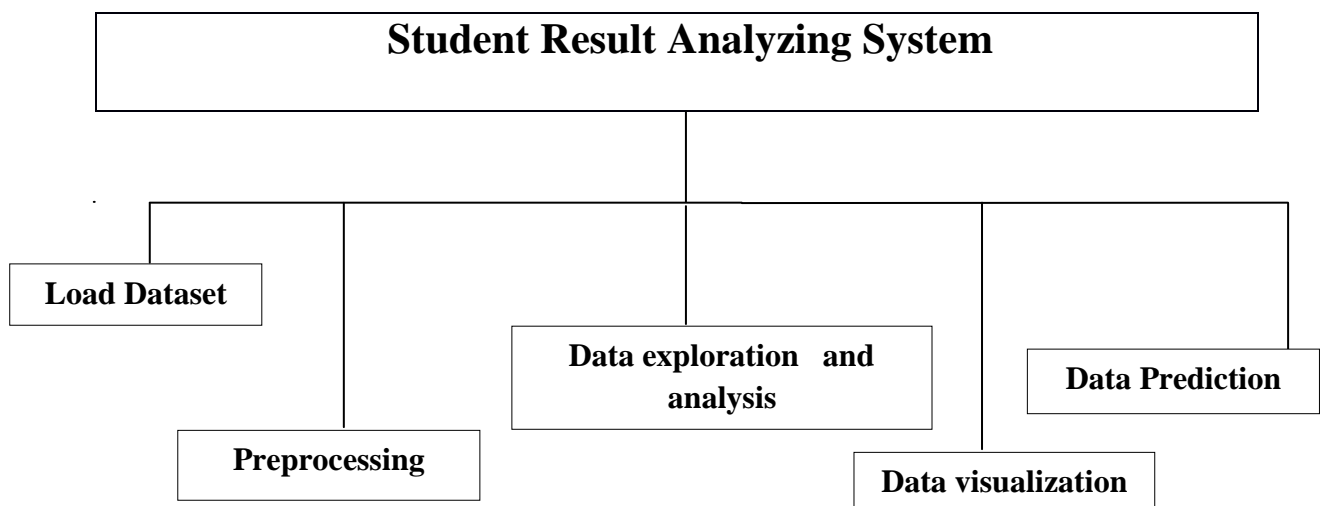 Student Result Analyzing System
Load Dataset
Data exploration and
analysis
Data Prediction
Preprocessing
Data visualization